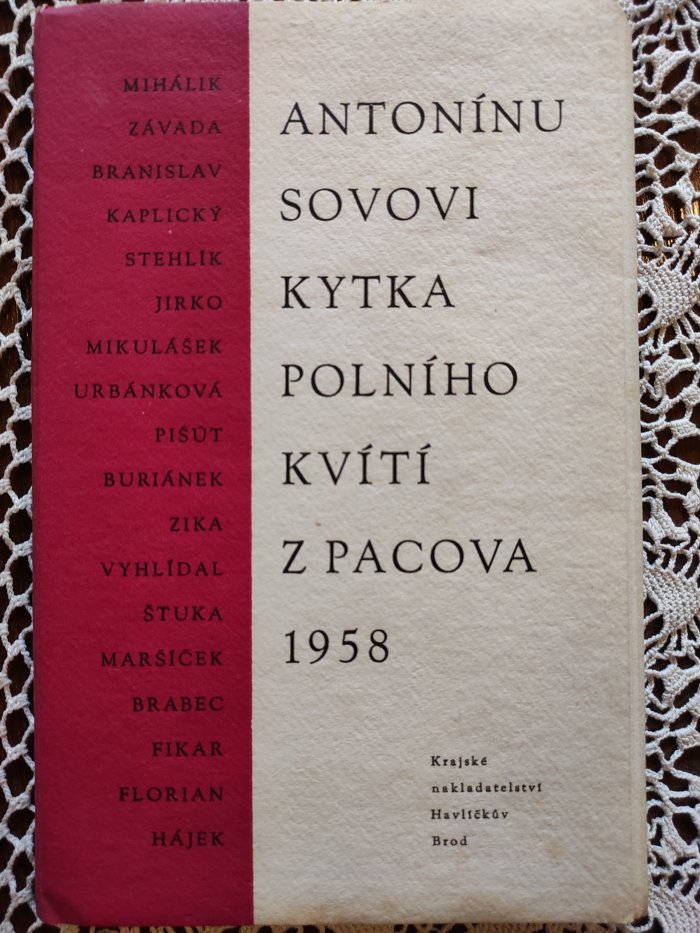 MIHÁLIK
ZÁVADA
BRANISLAV
KAPLICKÝ
STEHLÍK
JIRKO
MIKULÁŠEK
URBÁNKOVÁ
PIŠÚT
BURIÁNEK
ZIKA
VYHLÍDAL
ŠTUKA
MARŠÍČEK
BRABEC
FIKAR
FLORIAN
HÁJEK
ANTONÍNU
SOVOVI
KYTKA
POLNÍHO
KVÍTÍ
Z PACOVA
1958
Krajské
nakladatelství
Havlíčkův
Brod